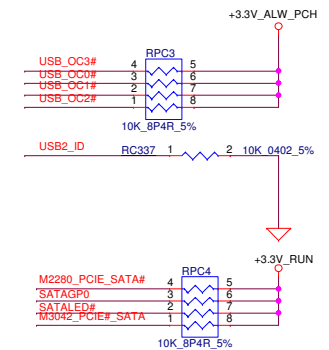 +3.3V_ALW_PCH
RPC3
USB_OC3# 4 5
USB_OC0# 3 6
USB_OC1# 2 7
USB_OC2# 1 8
10K_8P4R_5%
USB2_ID RC337 1 2 10K_0402_5%
+3.3V_RUN
RPC4
M2280_PCIE_SATA# 4 5
SATAGP0 3 6
SATALED# 2 7
M3042_PCIE#_SATA 1 8
10K_8P4R_5%